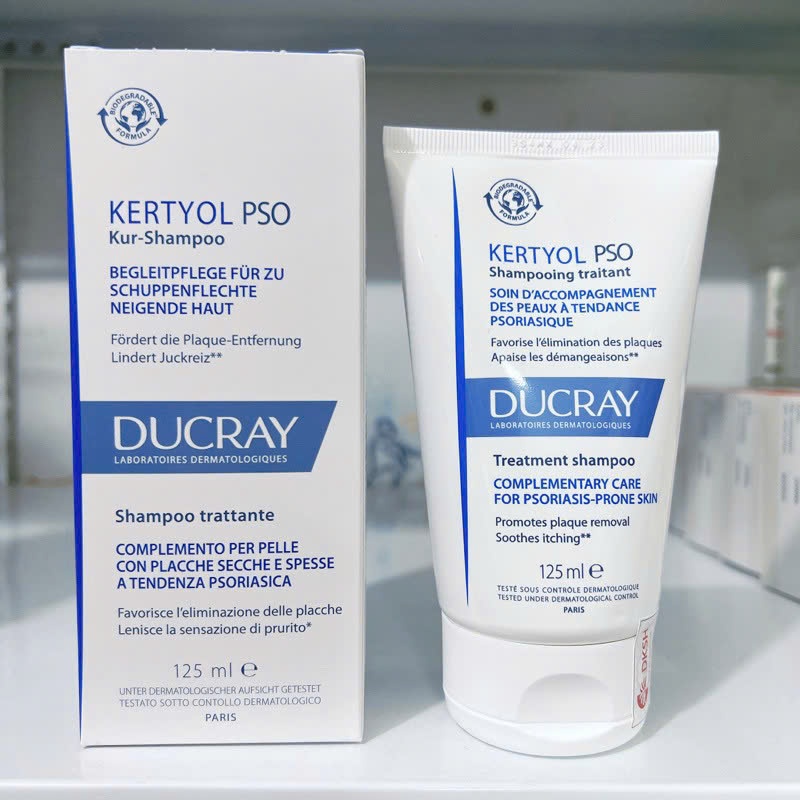 BIODEGRADABLE
FORMULA
KERTYOL PSO
Kur-Shampoo
BEGLEITPFLEGE FÜR ZU
SCHUPPENFLECHTE
NEIGENDE HAUT
Fördert die Plaque-Entfernung
Lindert Juckreiz**
DUCRAY
LABORATOIRES DERMATOLOGIQUES
Shampoo trattante
COMPLEMENTO PER PELLE
CON PLACCHE SECCHE E SPESSE
A TENDENZA PSORIASICA
Favorisce l'eliminazione delle placche
Lenisce la sensazione di prurito*
125 ml e
UNTER DERMATOLOGISCHER AUFSICHT GETESTET
TESTATO SOTTO CONTOLLO DERMATOLOGICO
PARIS
BIODEGRADABLE
FORMULA
KERTYOL PSO
Shampooing traitant
SOIN D'ACCOMPAGNEMENT
DES PEAUX À TENDANCE
PSORIASIQUE
Favorise l'élimination des plaques
Apaise les démangeaisons**
DUCRAY
LABORATOIRES DERMATOLOGIQUES
Treatment shampoo
COMPLEMENTARY CARE
FOR PSORIASIS-PRONE SKIN
Promotes plaque removal
Soothes itching**
125 ml e
TESTÉ SOUS CONTRÔLE DERMATOLOGIQUE
TESTED UNDER DERMATOLOGICAL CONTROL
PARIS
DKSH